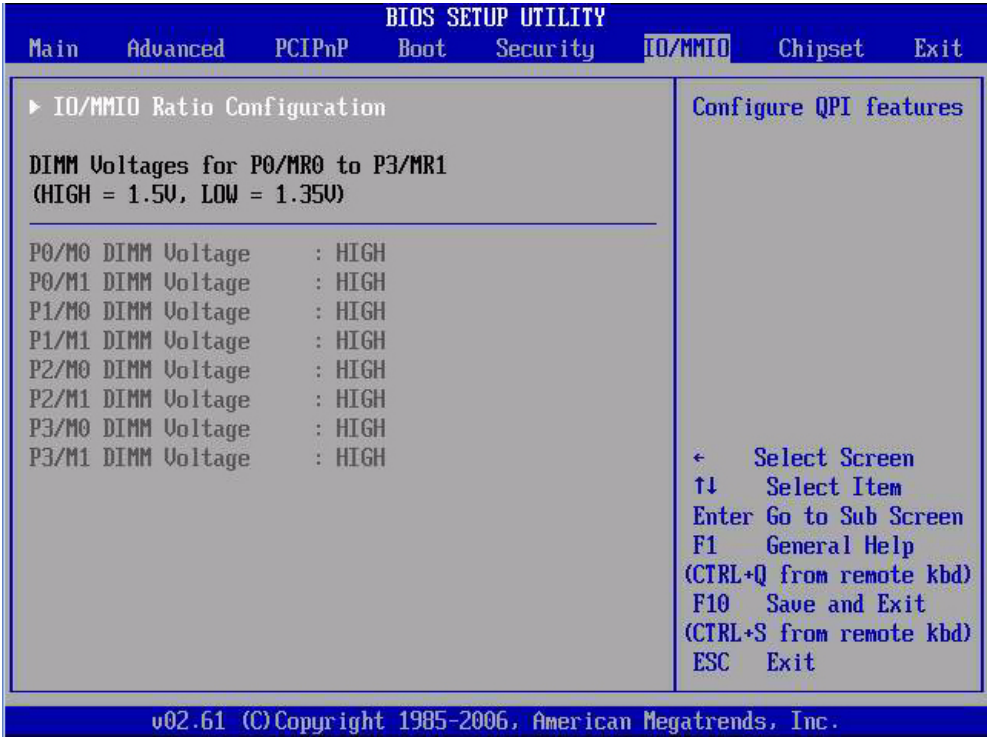 BIOS SETUP UTILITY
Main Advanced PCIPnP Boot Security IO/MMIO Chipset Exit
▶ IO/MMIO Ratio Configuration
DIMM Voltages for P0/MR0 to P3/MR1
(HIGH = 1.5V, LOW = 1.35V)
P0/M0 DIMM Voltage : HIGH
P0/M1 DIMM Voltage : HIGH
P1/M0 DIMM Voltage : HIGH
P1/M1 DIMM Voltage : HIGH
P2/M0 DIMM Voltage : HIGH
P2/M1 DIMM Voltage : HIGH
P3/M0 DIMM Voltage : HIGH
P3/M1 DIMM Voltage : HIGH
Configure QPI features
← Select Screen
↑↓ Select Item
Enter Go to Sub Screen
F1 General Help
(CTRL+Q from remote kbd)
F10 Save and Exit
(CTRL+S from remote kbd)
ESC Exit
v02.61 (C)Copyright 1985-2006, American Megatrends, Inc.